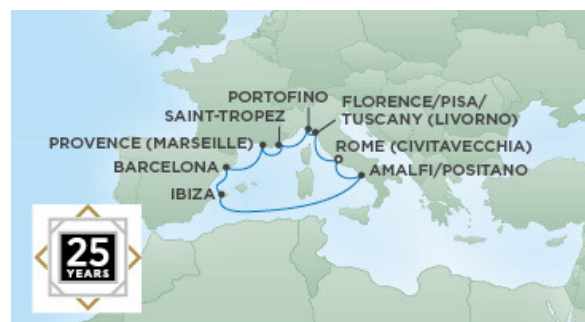 PORTOFINO
FLORENCE/PISA/
TUSCANY (LIVORNO)
SAINT-TROPEZ
PROVENCE (MARSEILLE)
ROME (CIVITAVECCHIA)
BARCELONA
AMALFI/POSITANO
IBIZA
25
YEARS